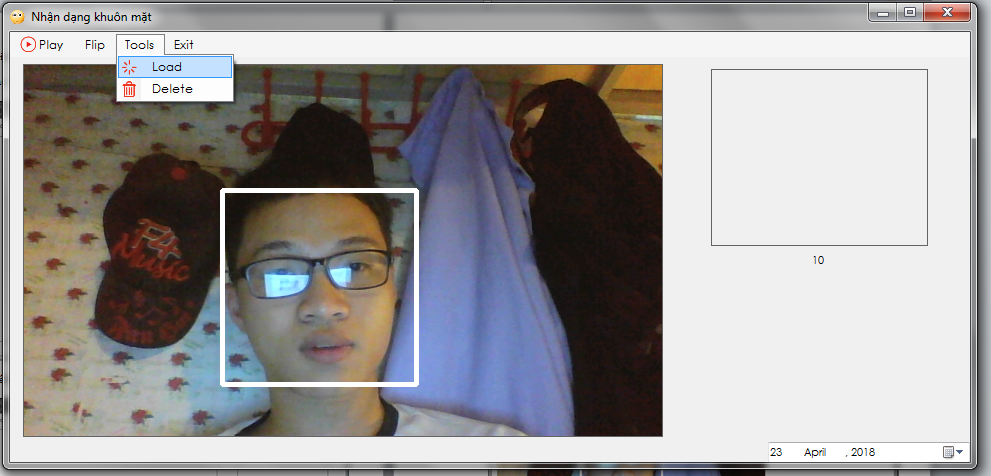 Nhận dạng khuôn mặt
Play Flip Tools Exit
Load
Delete
F4
Music
10
23 April , 2018